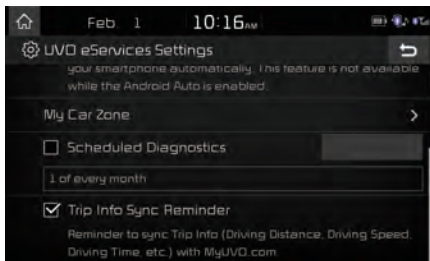 Feb. 1 10:16 AM
UVO eServices Settings
your smartphone automatically. This feature is not available
while the Android Auto is enabled.
My Car Zone
Scheduled Diagnostics
1 of every month
Trip Info Sync Reminder
Reminder to sync Trip Info (Driving Distance, Driving Speed,
Driving Time, etc.) with MyUVO.com